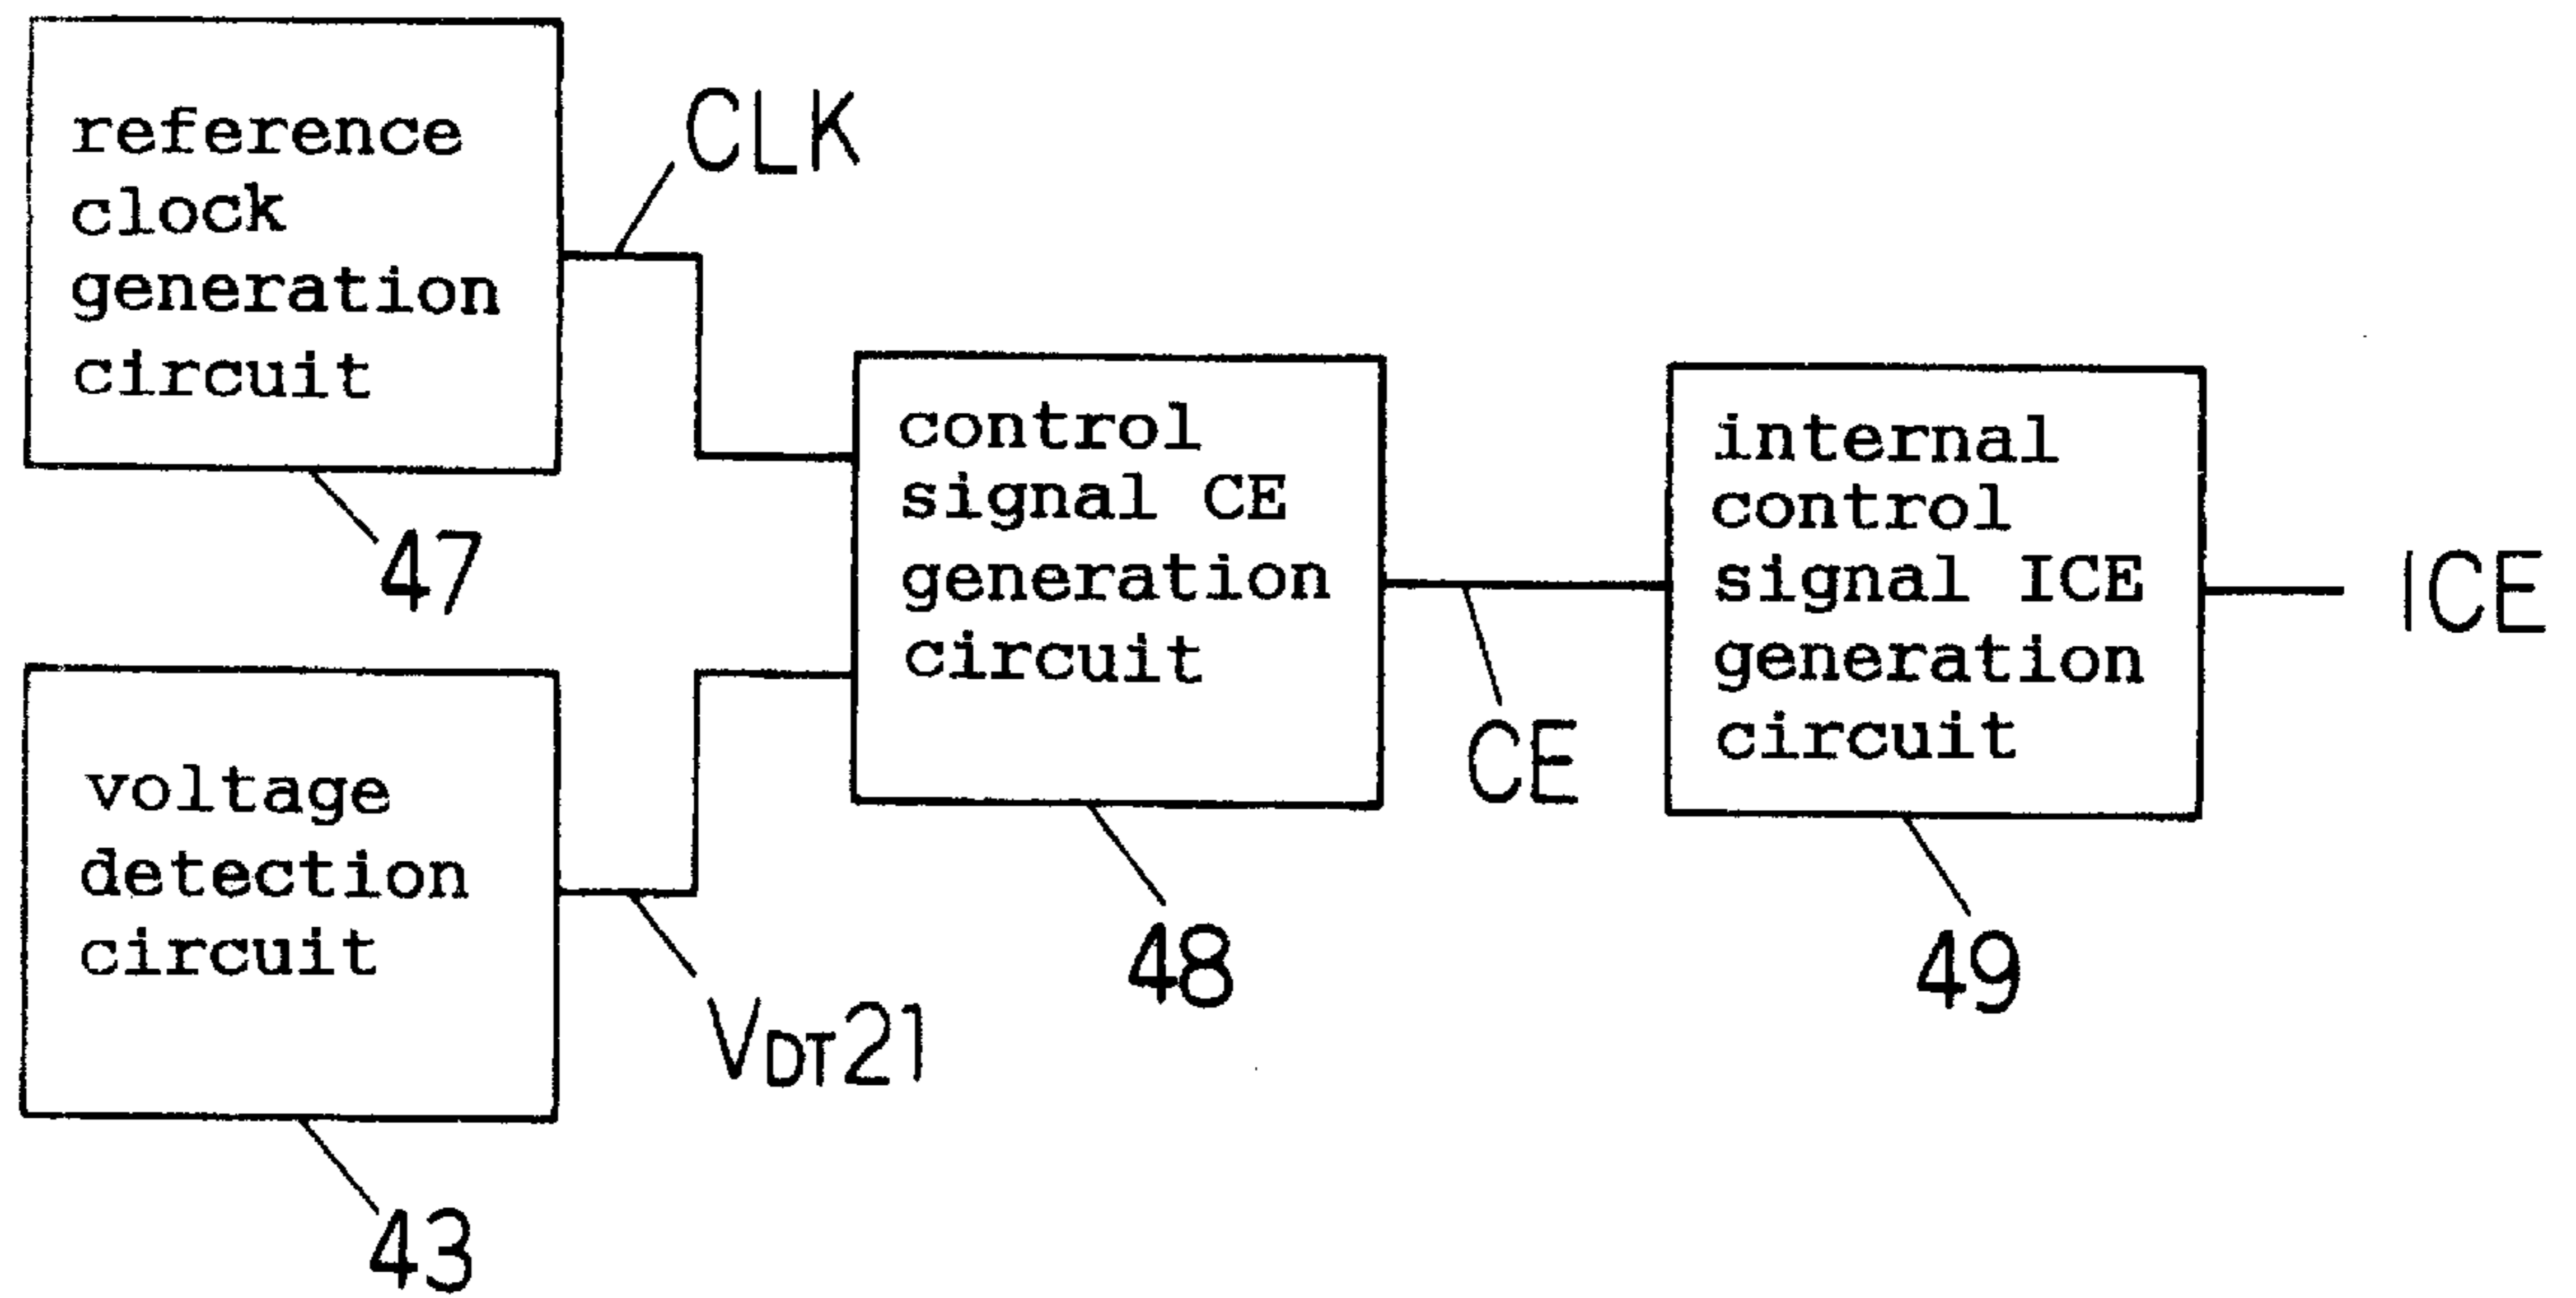 reference
clock
generation
circuit
CLK
47
voltage
detection
circuit
VDT21
43
control
signal CE
generation
circuit
48
CE
internal
control
signal ICE
generation
circuit
49
ICE